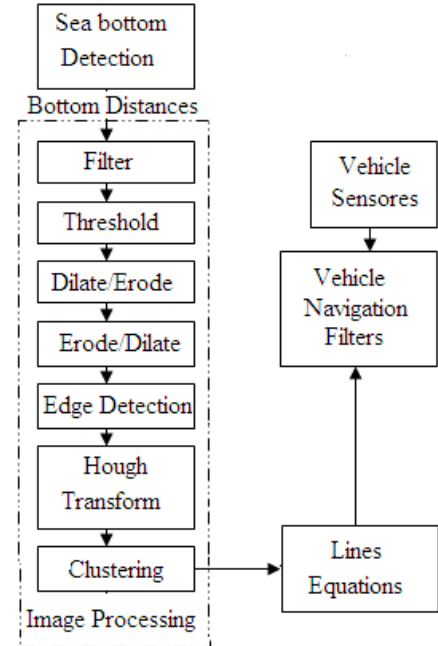 Sea bottom
Detection
Bottom Distances
Filter
Threshold
Dilate/Erode
Erode/Dilate
Edge Detection
Hough
Transform
Clustering
Image Processing
Vehicle
Sensores
Vehicle
Navigation
Filters
Lines
Equations